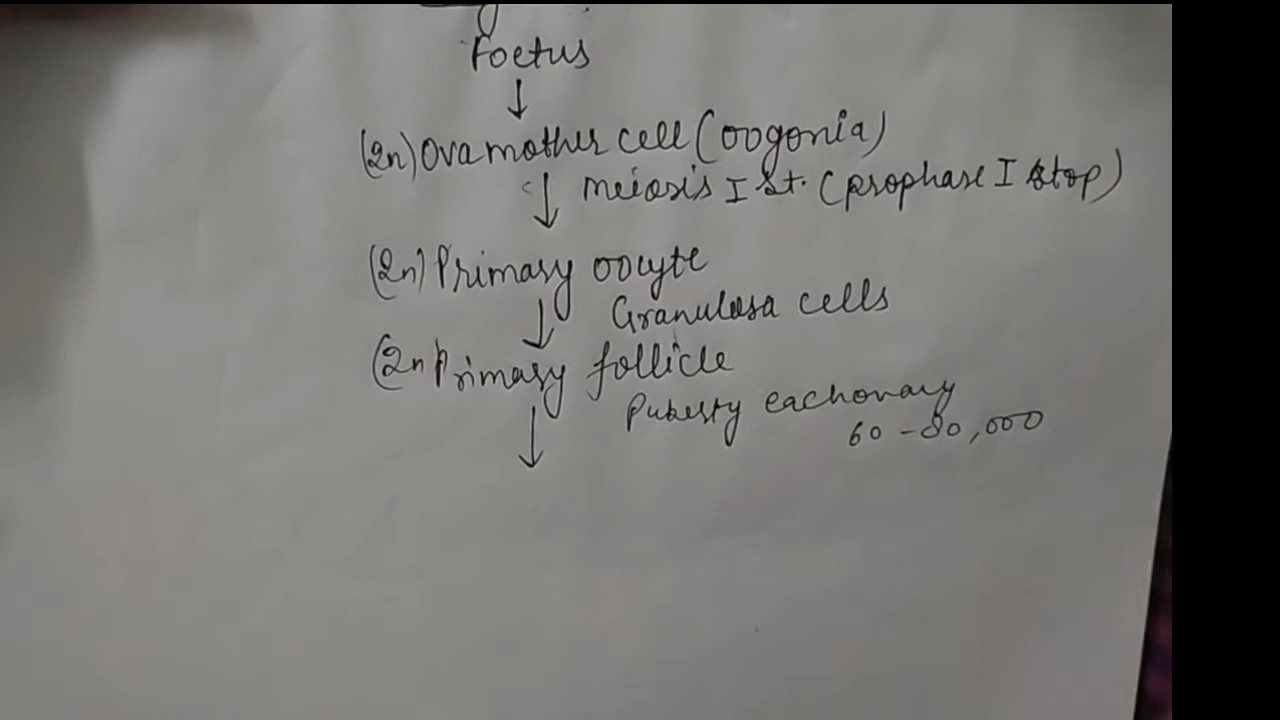 Foetus
(2n) Ova mother cell (oogonia)
Meiosis I st. (prophase I stop)
(2n) Primary oocyte
Granulosa cells
(2n Primary follicle
Puberty each ovary
60 - 80,000